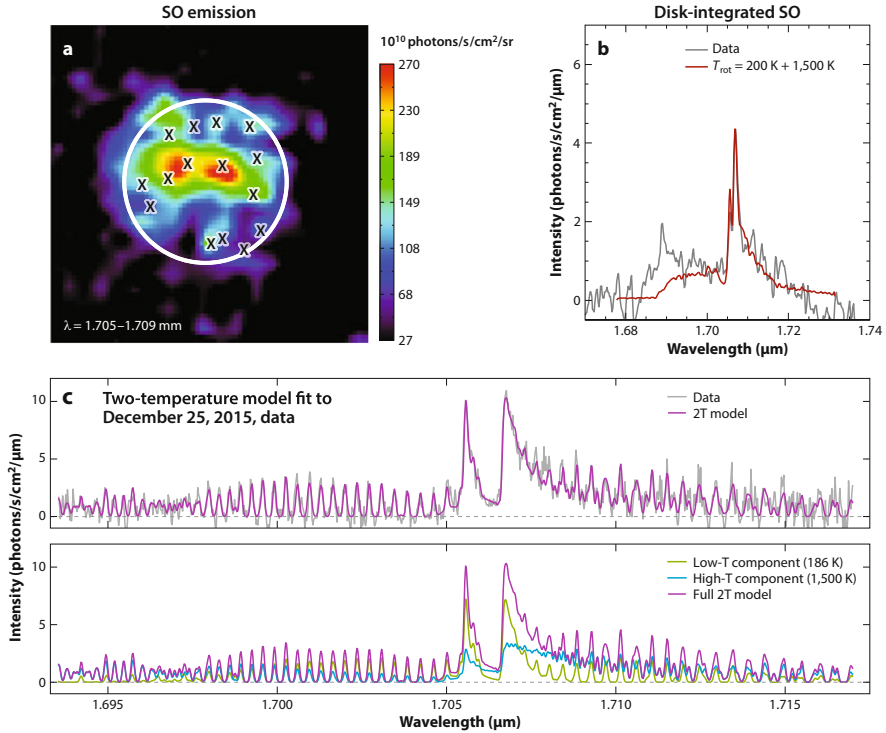 SO emission
a
10¹⁰ photons/s/cm²/sr
270
230
189
149
108
68
27
X X X X
X X X X
X X X
X
X X X X
λ = 1.705–1.709 mm
Disk-integrated SO
b
Data
Trot = 200 K + 1,500 K
Intensity (photons/s/cm²/μm)
6
4
2
0
1.68 1.70 1.72 1.74
Wavelength (μm)
c Two-temperature model fit to
December 25, 2015, data
Data
2T model
10
5
0
Low-T component (186 K)
High-T component (1,500 K)
Full 2T model
10
5
0
Intensity (photons/s/cm²/μm)
1.695 1.700 1.705 1.710 1.715
Wavelength (μm)